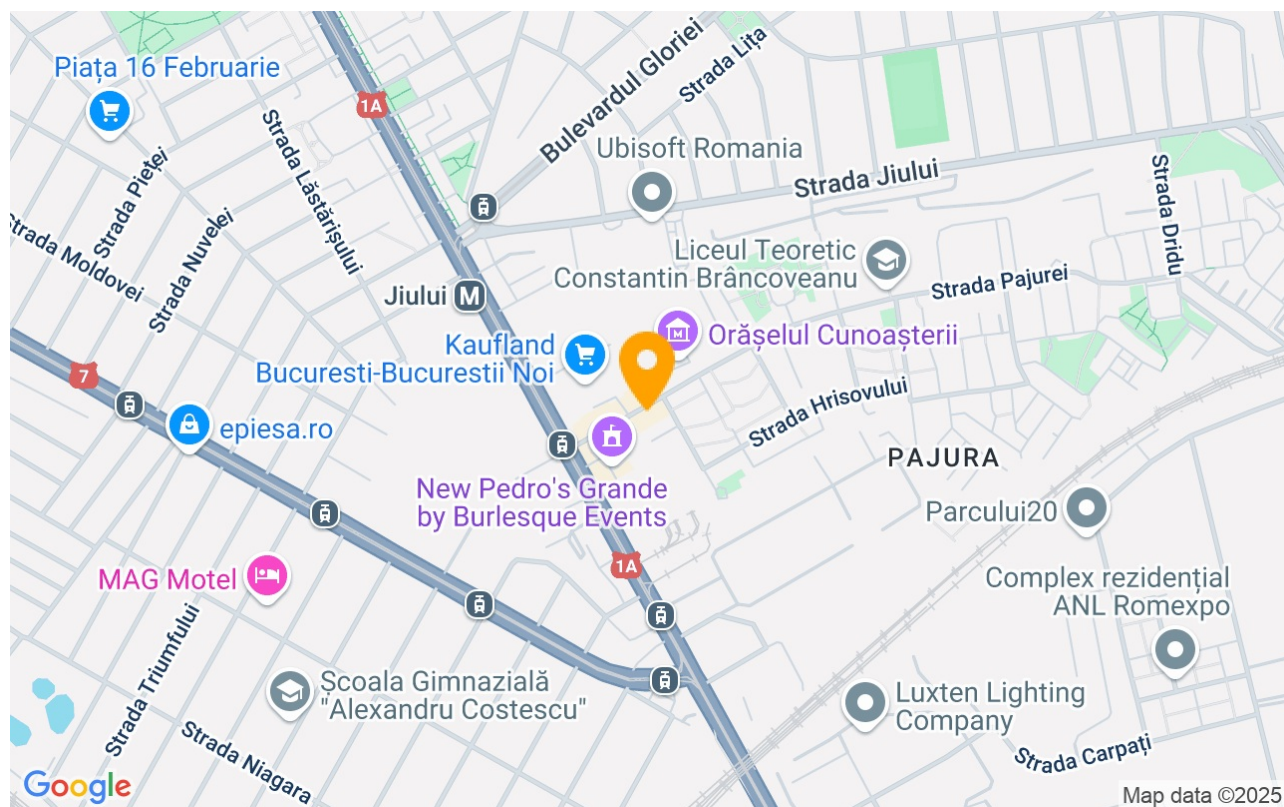 Piața 16 Februarie
1A
Bulevardul Gloriei
Strada Lița
Ubisoft Romania
Strada Jiului
Strada Pieței
Strada Lăstărișului
Strada Nuvelei
Strada Moldovei
Liceul Teoretic
Constantin Brâncoveanu
Strada Dridu
Strada Pajurei
Jiului
M
Kaufland
Bucuresti-Bucurestii Noi
M
Orășelul Cunoașterii
7
epiesa.ro
Strada Hrisovului
PAJURA
New Pedro's Grande
by Burlesque Events
Parcului20
1A
MAG Motel
Complex rezidențial
ANL Romexpo
Strada Triumfului
Școala Gimnazială
"Alexandru Costescu"
Luxten Lighting
Company
Strada Carpați
Strada Niagara
Google
Map data ©2025